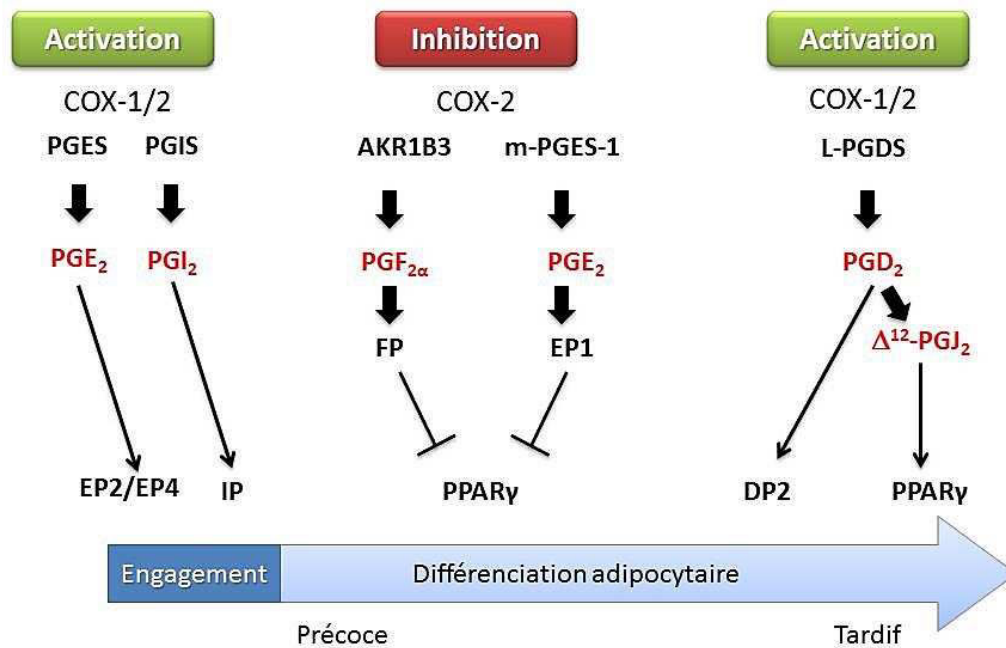 Activation
Inhibition
Activation
COX-1/2
COX-2
COX-1/2
PGES PGIS
AKR1B3 m-PGES-1
L-PGDS
PGE₂ PGI₂
PGF₂α PGE₂
PGD₂
FP EP1
Δ¹²-PGJ₂
EP2/EP4 IP
PPARγ
DP2 PPARγ
Engagement
Différenciation adipocytaire
Précoce
Tardif